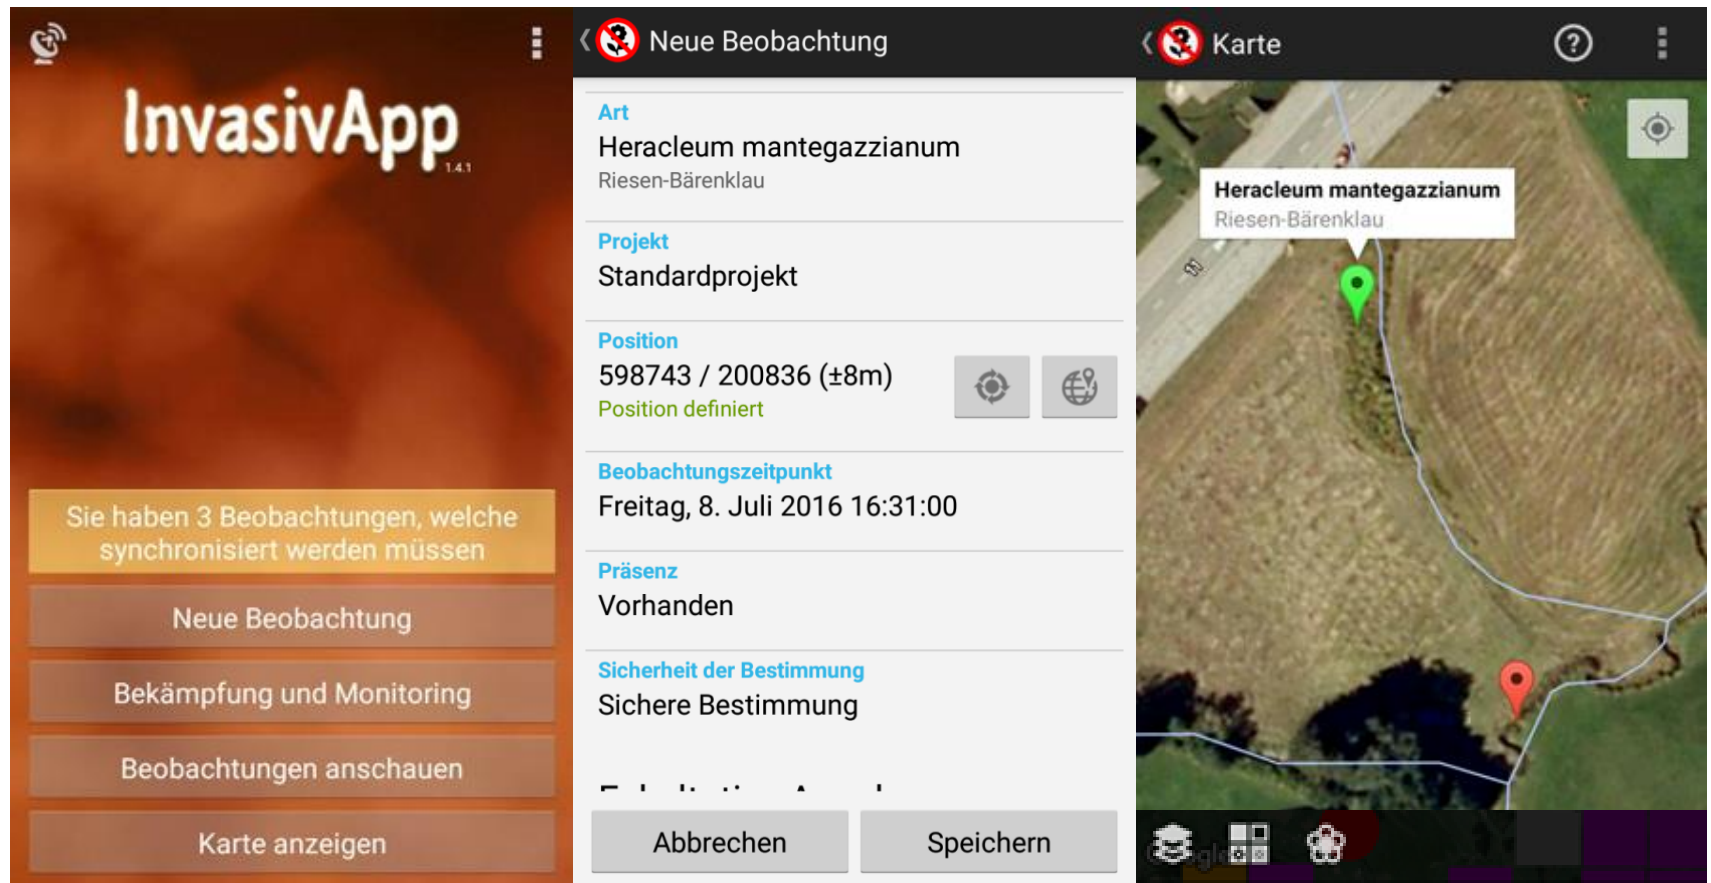 InvasivApp
1.4.1
Sie haben 3 Beobachtungen, welche
synchronisiert werden müssen
Neue Beobachtung
Bekämpfung und Monitoring
Beobachtungen anschauen
Karte anzeigen
Neue Beobachtung
Art
Heracleum mantegazzianum
Riesen-Bärenklau
Projekt
Standardprojekt
Position
598743 / 200836 (±8m)
Position definiert
Beobachtungszeitpunkt
Freitag, 8. Juli 2016 16:31:00
Präsenz
Vorhanden
Sicherheit der Bestimmung
Sichere Bestimmung
Abbrechen
Speichern
Karte
Heracleum mantegazzianum
Riesen-Bärenklau